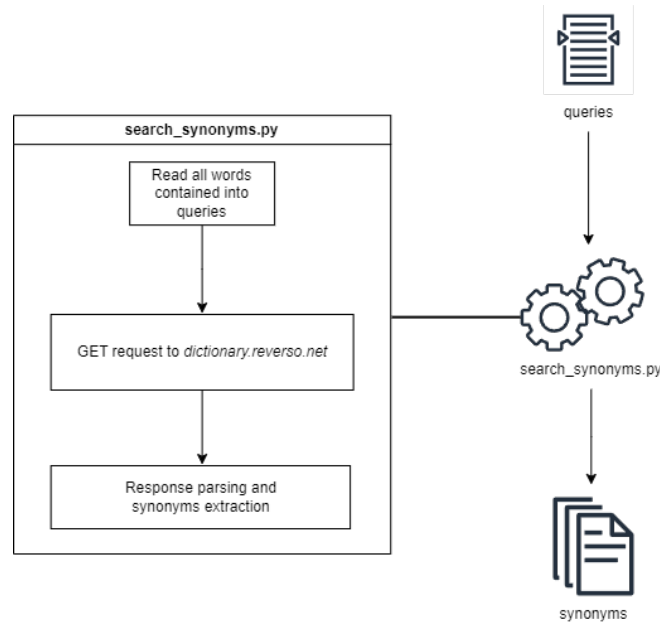 queries
search_synonyms.py
Read all words
contained into
queries
GET request to dictionary.reverso.net
search_synonyms.py
Response parsing and
synonyms extraction
synonyms